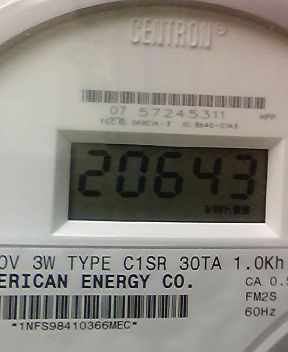 CENTRON®
07 57245311
NPP
20643
kWh
0V 3W TYPE C1SR 30TA 1.0Kh
ERICAN ENERGY CO.
CA 0.5
FM2S
60Hz
*1NFS98410366MEC*